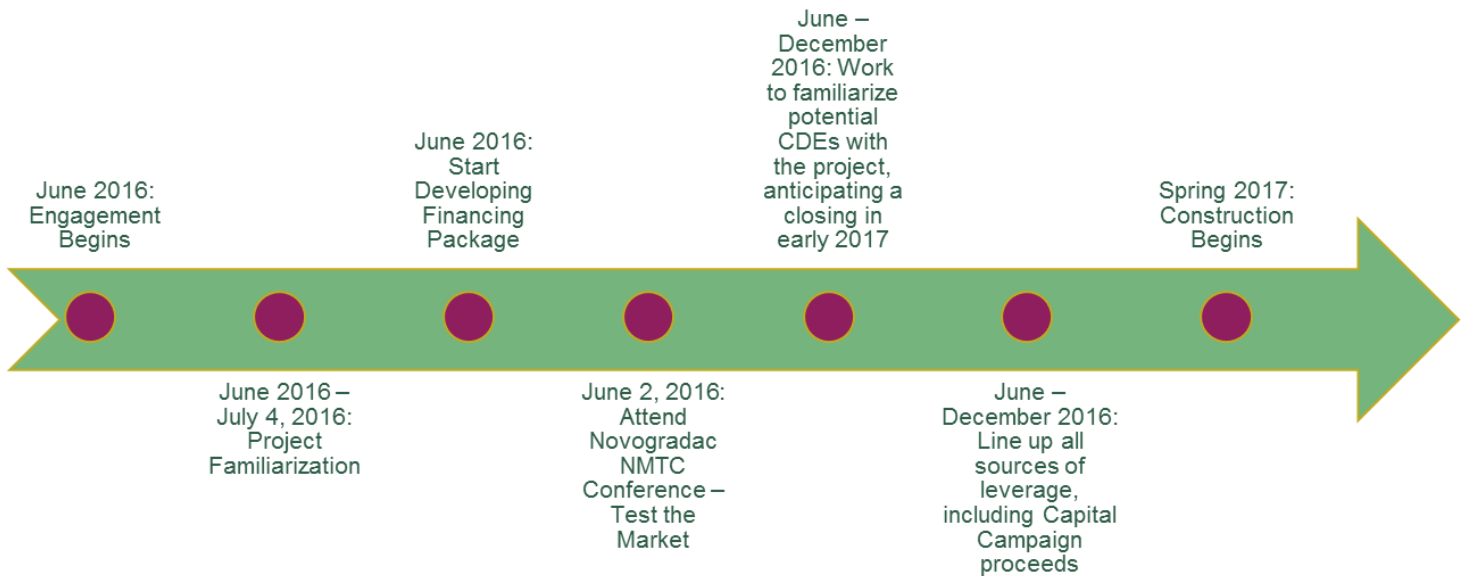 June 2016:
Engagement
Begins
June 2016 –
July 4, 2016:
Project
Familiarization
June 2016:
Start
Developing
Financing
Package
June 2, 2016:
Attend
Novogradac
NMTC
Conference –
Test the
Market
June –
December
2016: Work
to familiarize
potential
CDEs with
the project,
anticipating a
closing in
early 2017
June –
December 2016:
Line up all
sources of
leverage,
including Capital
Campaign
proceeds
Spring 2017:
Construction
Begins